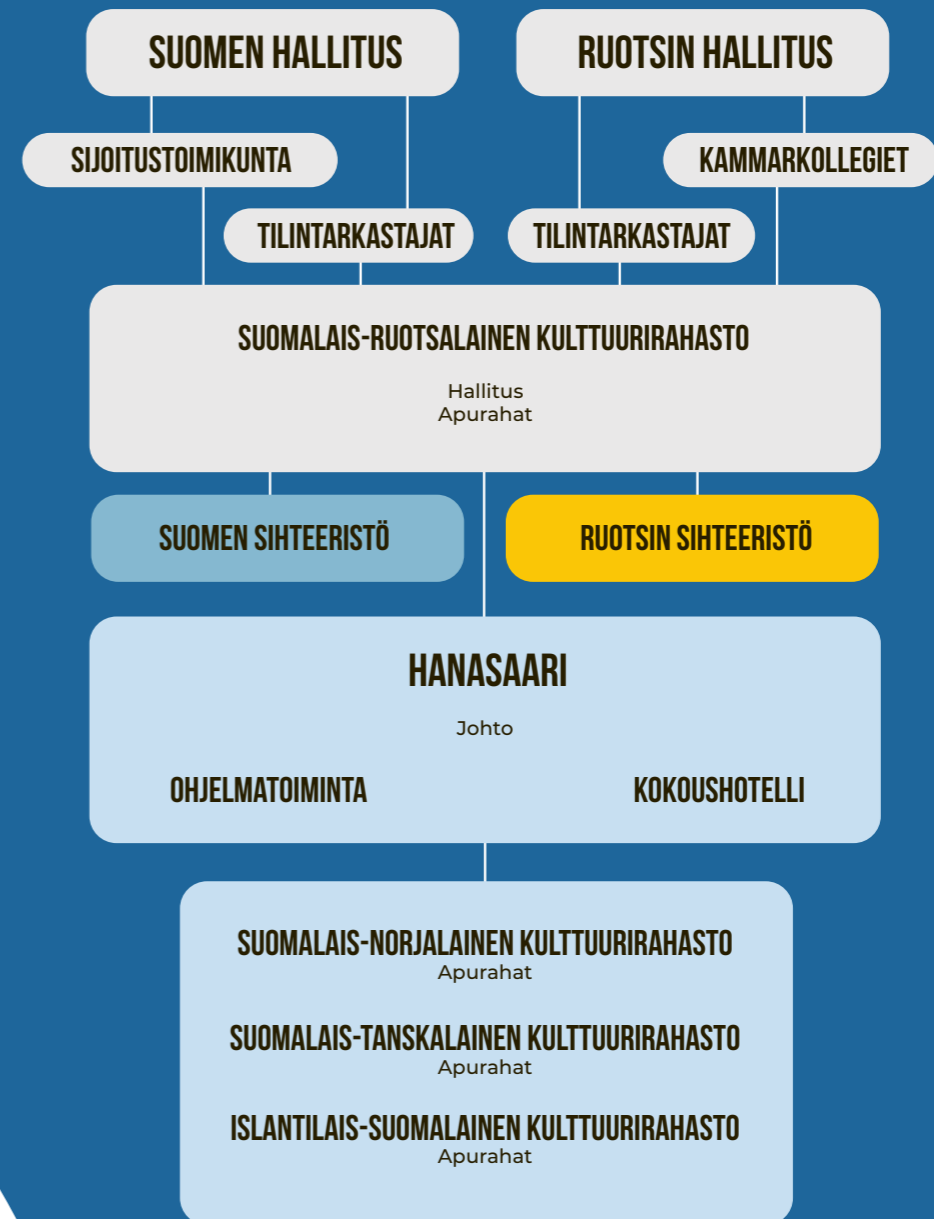 SUOMEN HALLITUS
RUOTSIN HALLITUS
SIJOITUSTOIMIKUNTA
KAMMARKOLLEGIET
TILINTARKASTAJAT
TILINTARKASTAJAT
SUOMALAIS-RUOTSALAINEN KULTTUURIRAHASTO
Hallitus
Apurahat
SUOMEN SIHTEERISTÖ
RUOTSIN SIHTEERISTÖ
HANASAARI
Johto
OHJELMATOIMINTA
KOKOUSHOTELLI
SUOMALAIS-NORJALAINEN KULTTUURIRAHASTO
Apurahat
SUOMALAIS-TANSKALAINEN KULTTUURIRAHASTO
Apurahat
ISLANTILAIS-SUOMALAINEN KULTTUURIRAHASTO
Apurahat